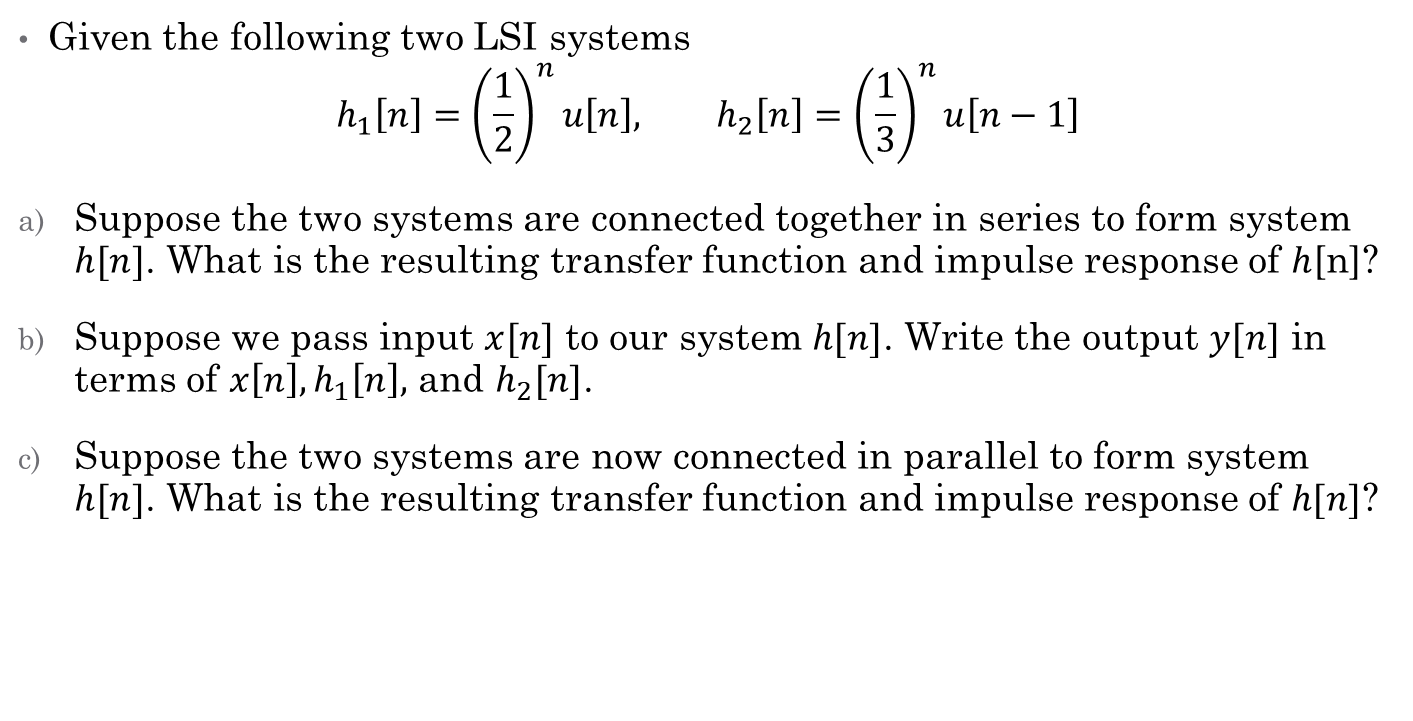 • Given the following two LSI systems
h₁[n] = (1/2)ⁿ u[n],   h₂[n] = (1/3)ⁿ u[n − 1]
a) Suppose the two systems are connected together in series to form system
h[n]. What is the resulting transfer function and impulse response of h[n]?
b) Suppose we pass input x[n] to our system h[n]. Write the output y[n] in
terms of x[n], h₁[n], and h₂[n].
c) Suppose the two systems are now connected in parallel to form system
h[n]. What is the resulting transfer function and impulse response of h[n]?